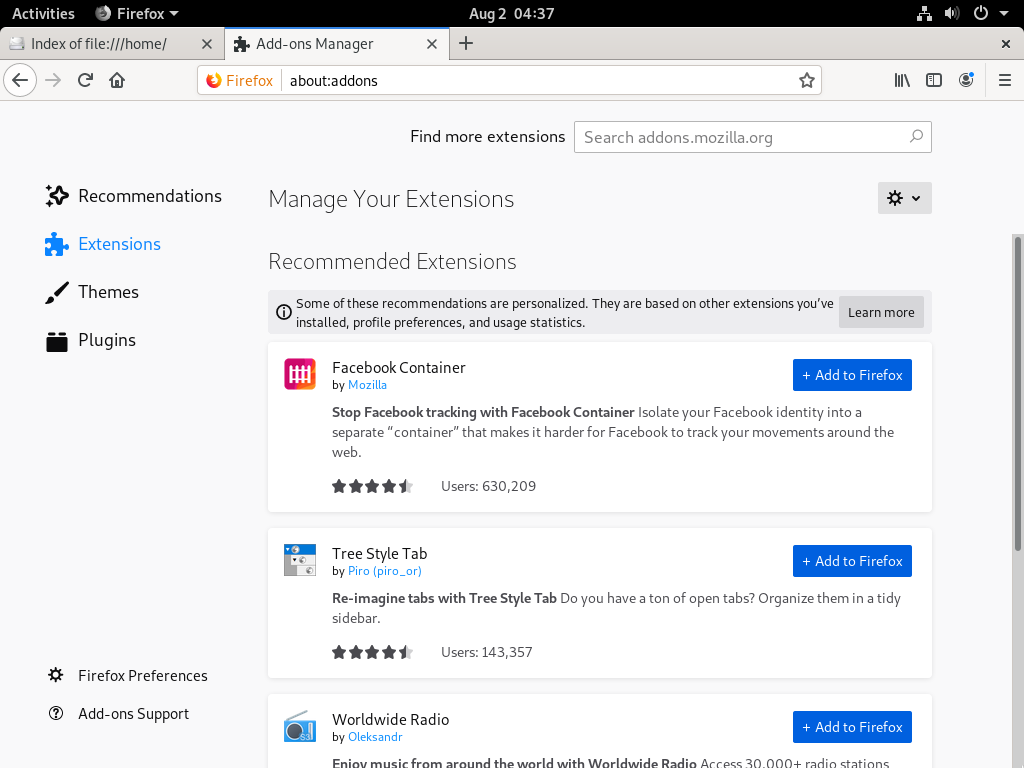 Activities Firefox Aug 2 04:37
Index of file:///home/ Add-ons Manager
Firefox about:addons
Find more extensions Search addons.mozilla.org
Recommendations
Extensions
Themes
Plugins
Firefox Preferences
Add-ons Support
Manage Your Extensions
Recommended Extensions
Some of these recommendations are personalized. They are based on other extensions you’ve
installed, profile preferences, and usage statistics.
Learn more
Facebook Container
by Mozilla
+ Add to Firefox
Stop Facebook tracking with Facebook Container Isolate your Facebook identity into a
separate “container” that makes it harder for Facebook to track your movements around the
web.
Users: 630,209
Tree Style Tab
by Piro (piro_or)
+ Add to Firefox
Re-imagine tabs with Tree Style Tab Do you have a ton of open tabs? Organize them in a tidy
sidebar.
Users: 143,357
Worldwide Radio
by Oleksandr
+ Add to Firefox
Enjoy music from around the world with Worldwide Radio Access 30,000+ radio stations